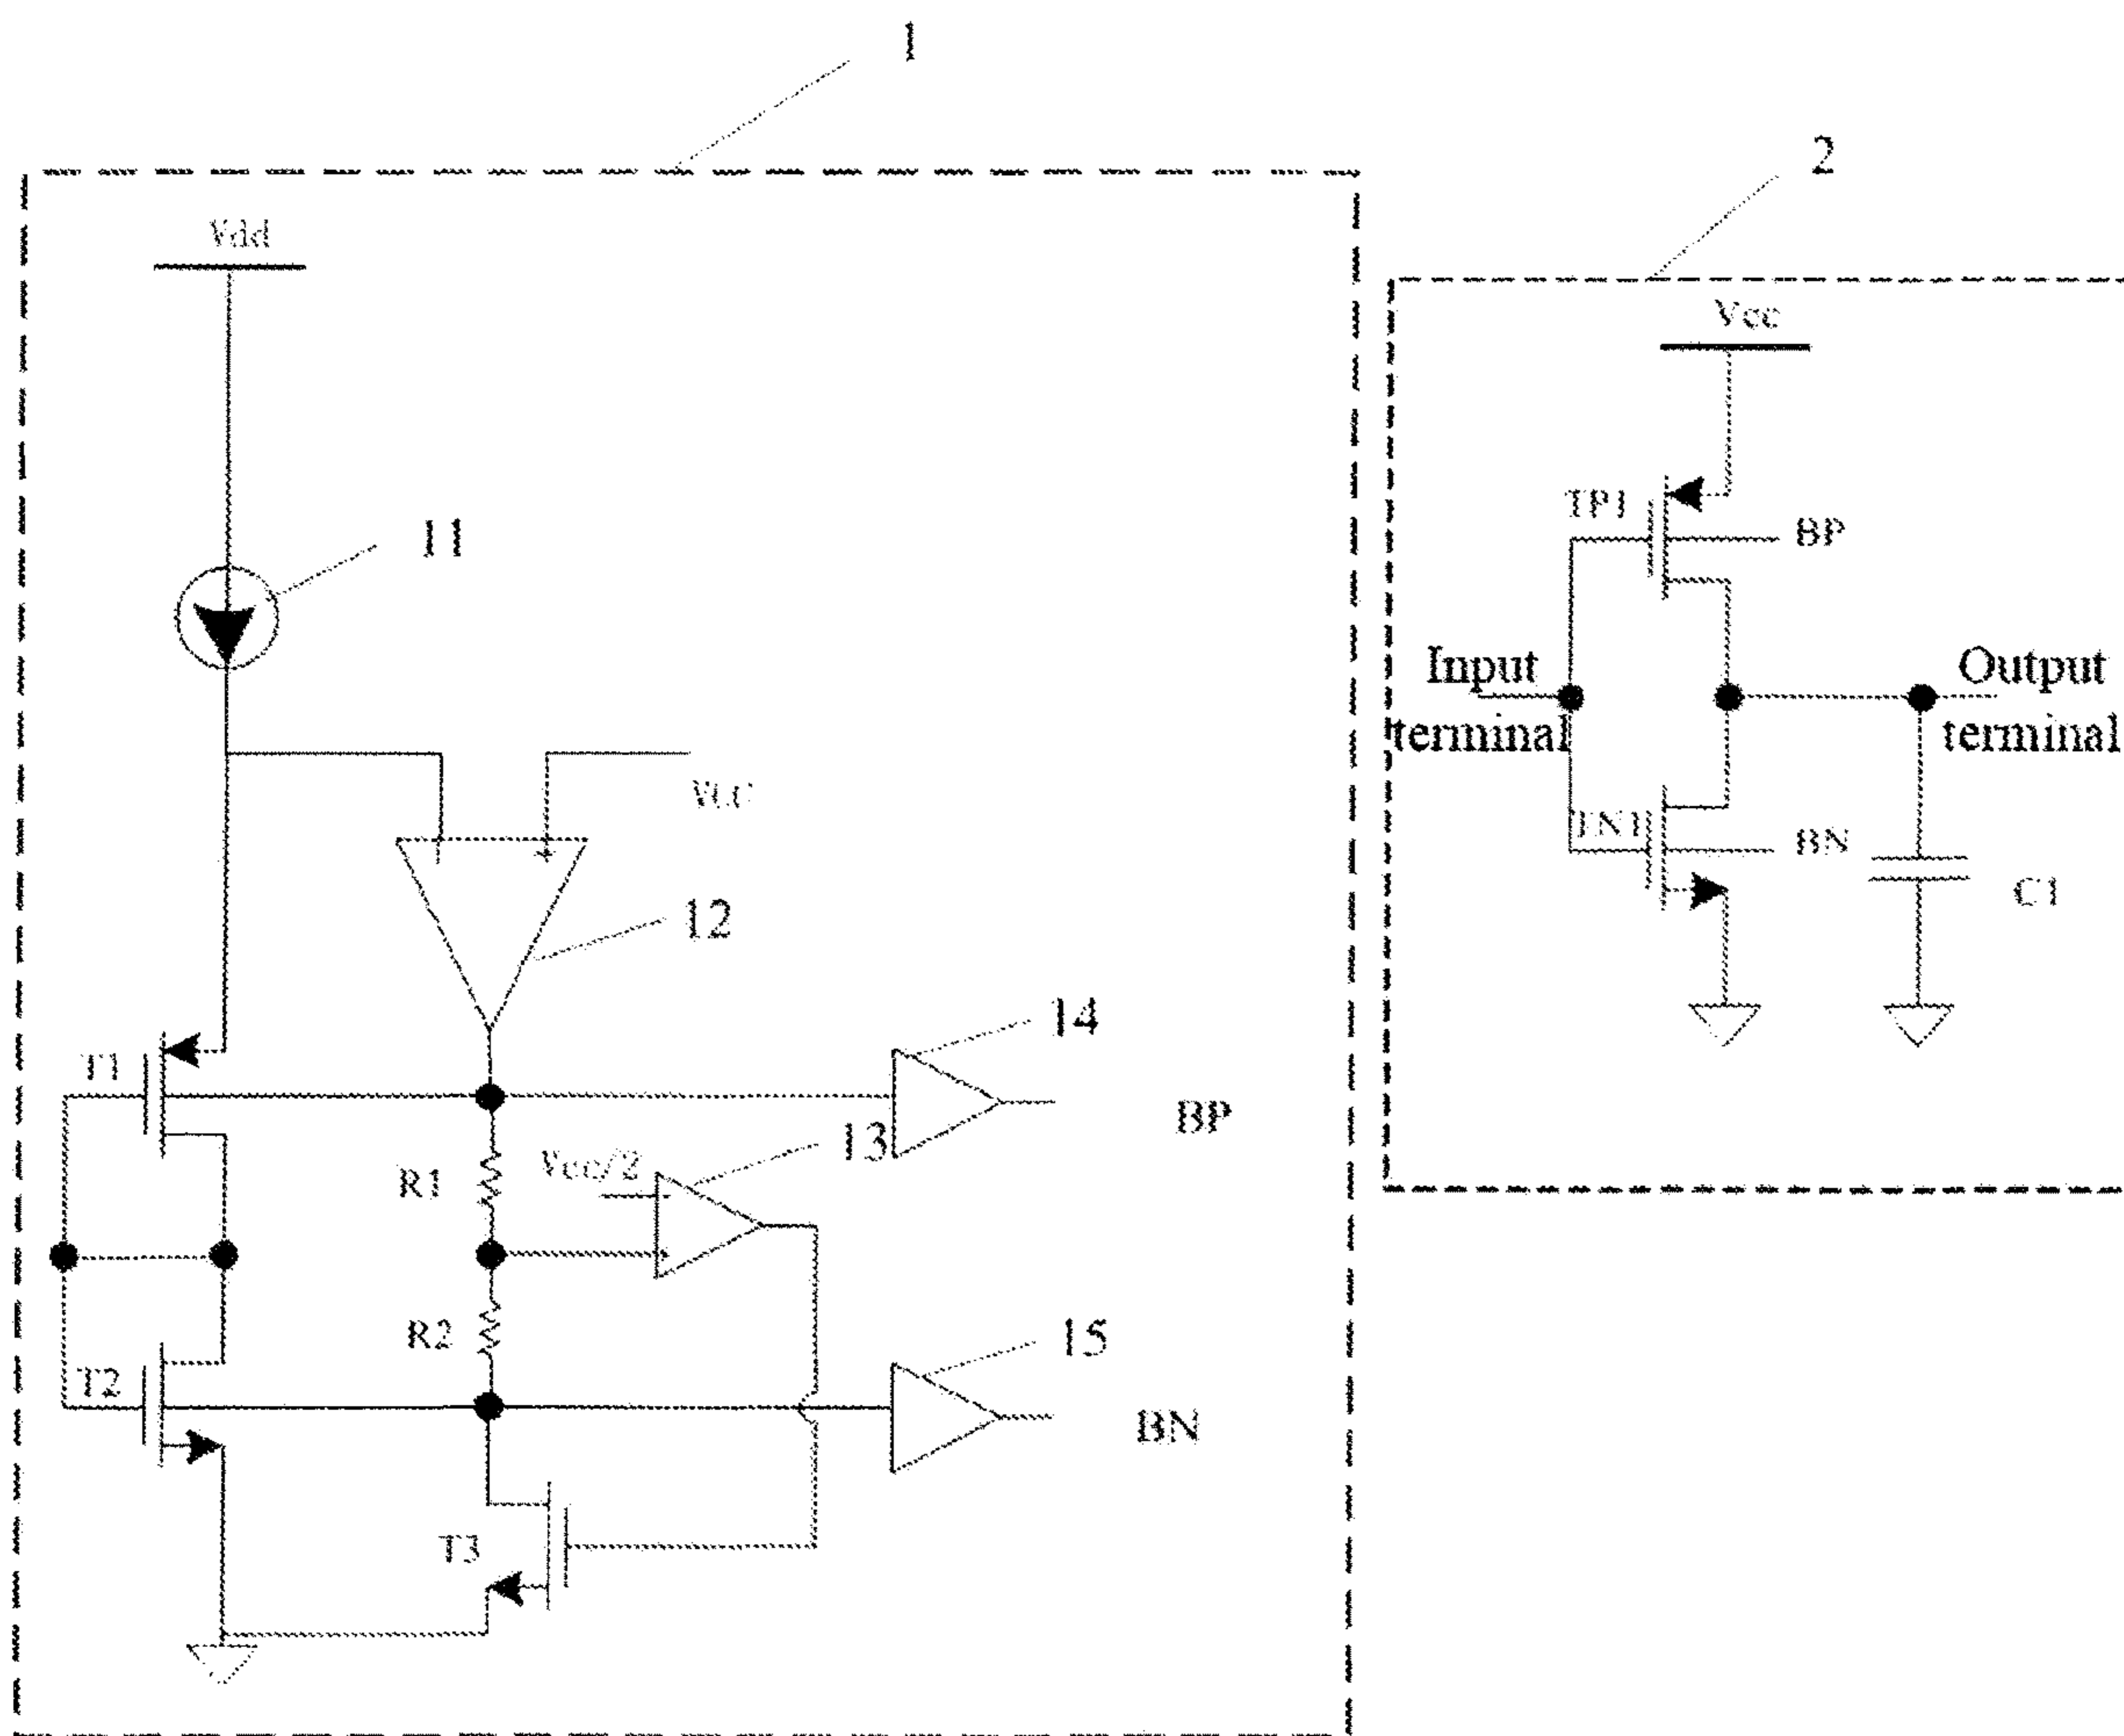 1
2
Vdd
Vcc
11
TP1
BP
Input
terminal
Output
terminal
Vcc
TN1
BN
C1
12
14
T1
BP
13
R1
Vcc/2
15
R2
T2
BN
T3